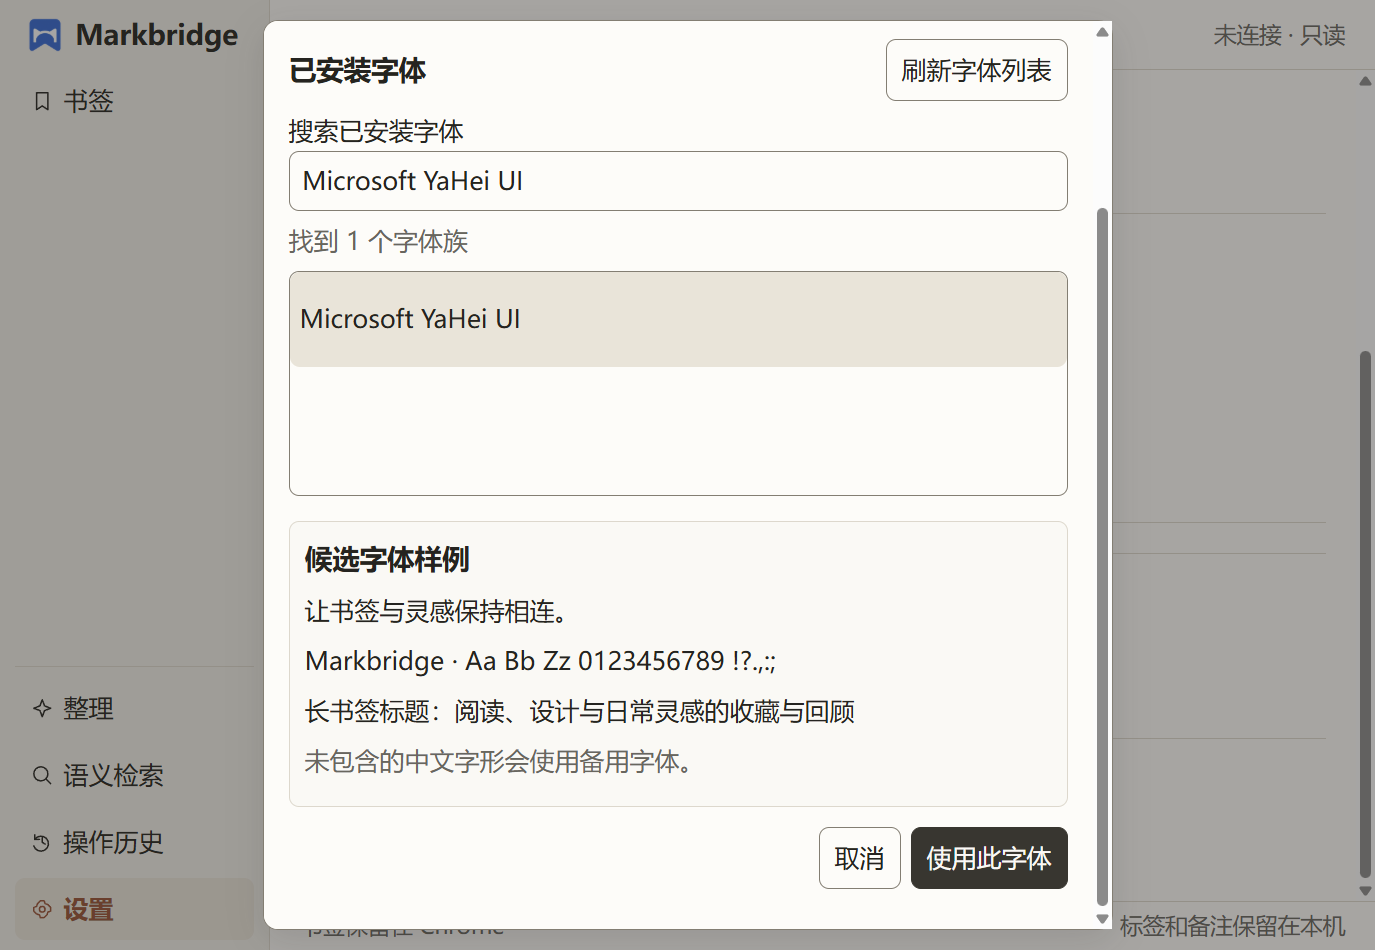 Markbridge
未连接 · 只读
书签
已安装字体
刷新字体列表
搜索已安装字体
Microsoft YaHei UI
找到 1 个字体族
Microsoft YaHei UI
候选字体样例
让书签与灵感保持相连。
Markbridge · Aa Bb Zz 0123456789 !?.,:;
长书签标题：阅读、设计与日常灵感的收藏与回顾
未包含的中文字形会使用备用字体。
取消
使用此字体
整理
语义检索
操作历史
设置
标签和备注保留在本机